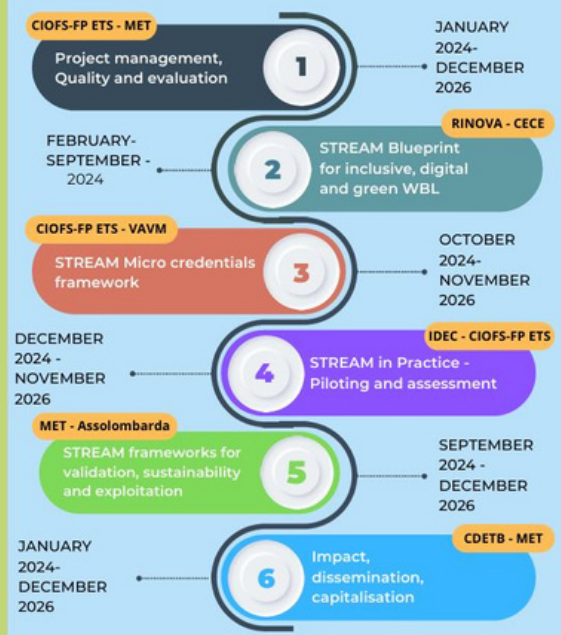 CIOFS-FP ETS - MET
Project management,
Quality and evaluation
1
JANUARY
2024-
DECEMBER
2026
RINOVA - CECE
FEBRUARY-
SEPTEMBER -
2024
2
STREAM Blueprint
for inclusive, digital
and green WBL
CIOFS-FP ETS - VAVM
STREAM Micro credentials
framework
3
OCTOBER
2024-
NOVEMBER
2026
IDEC - CIOFS-FP ETS
DECEMBER
2024 -
NOVEMBER
2026
4
STREAM in Practice -
Piloting and assessment
MET - Assolombarda
STREAM frameworks for
validation, sustainability
and exploitation
5
SEPTEMBER
2024 -
DECEMBER
2026
CDETB - MET
JANUARY
2024-
DECEMBER
2026
6
Impact,
dissemination,
capitalisation